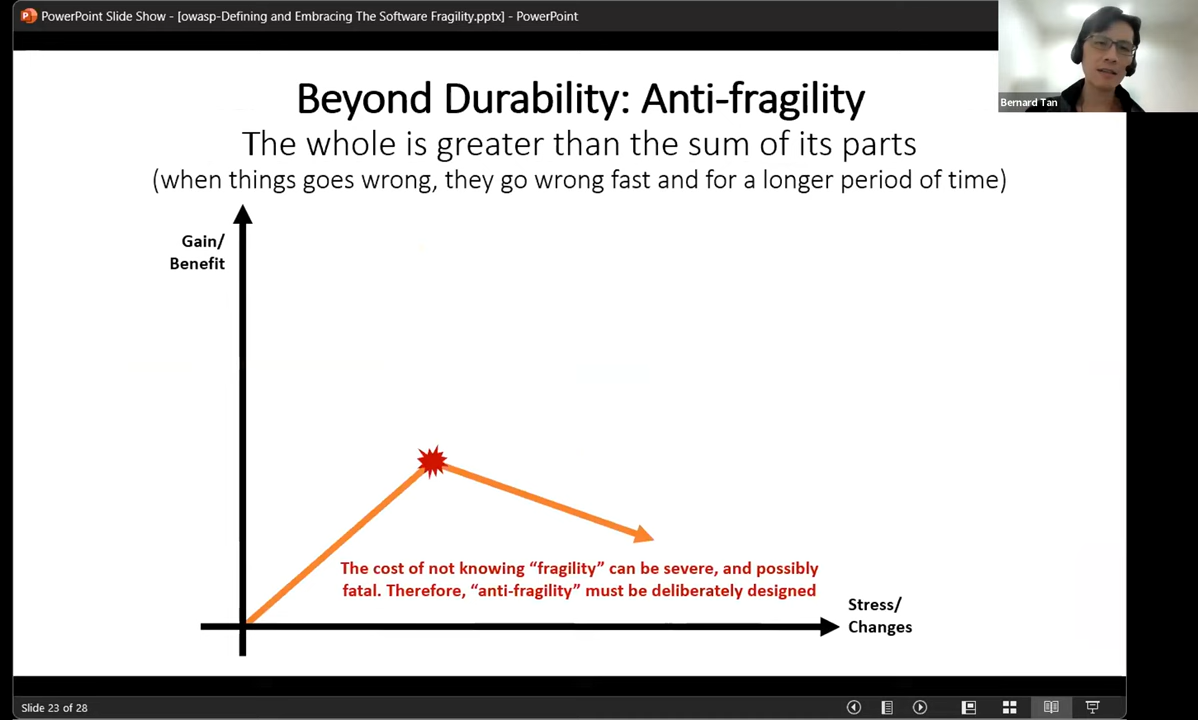 PowerPoint Slide Show - [owasp-Defining and Embracing The Software Fragility.pptx] - PowerPoint
Bernard Tan
Beyond Durability: Anti-fragility
The whole is greater than the sum of its parts
(when things goes wrong, they go wrong fast and for a longer period of time)
Gain/
Benefit
The cost of not knowing “fragility” can be severe, and possibly
fatal. Therefore, “anti-fragility” must be deliberately designed
Stress/
Changes
Slide 23 of 28